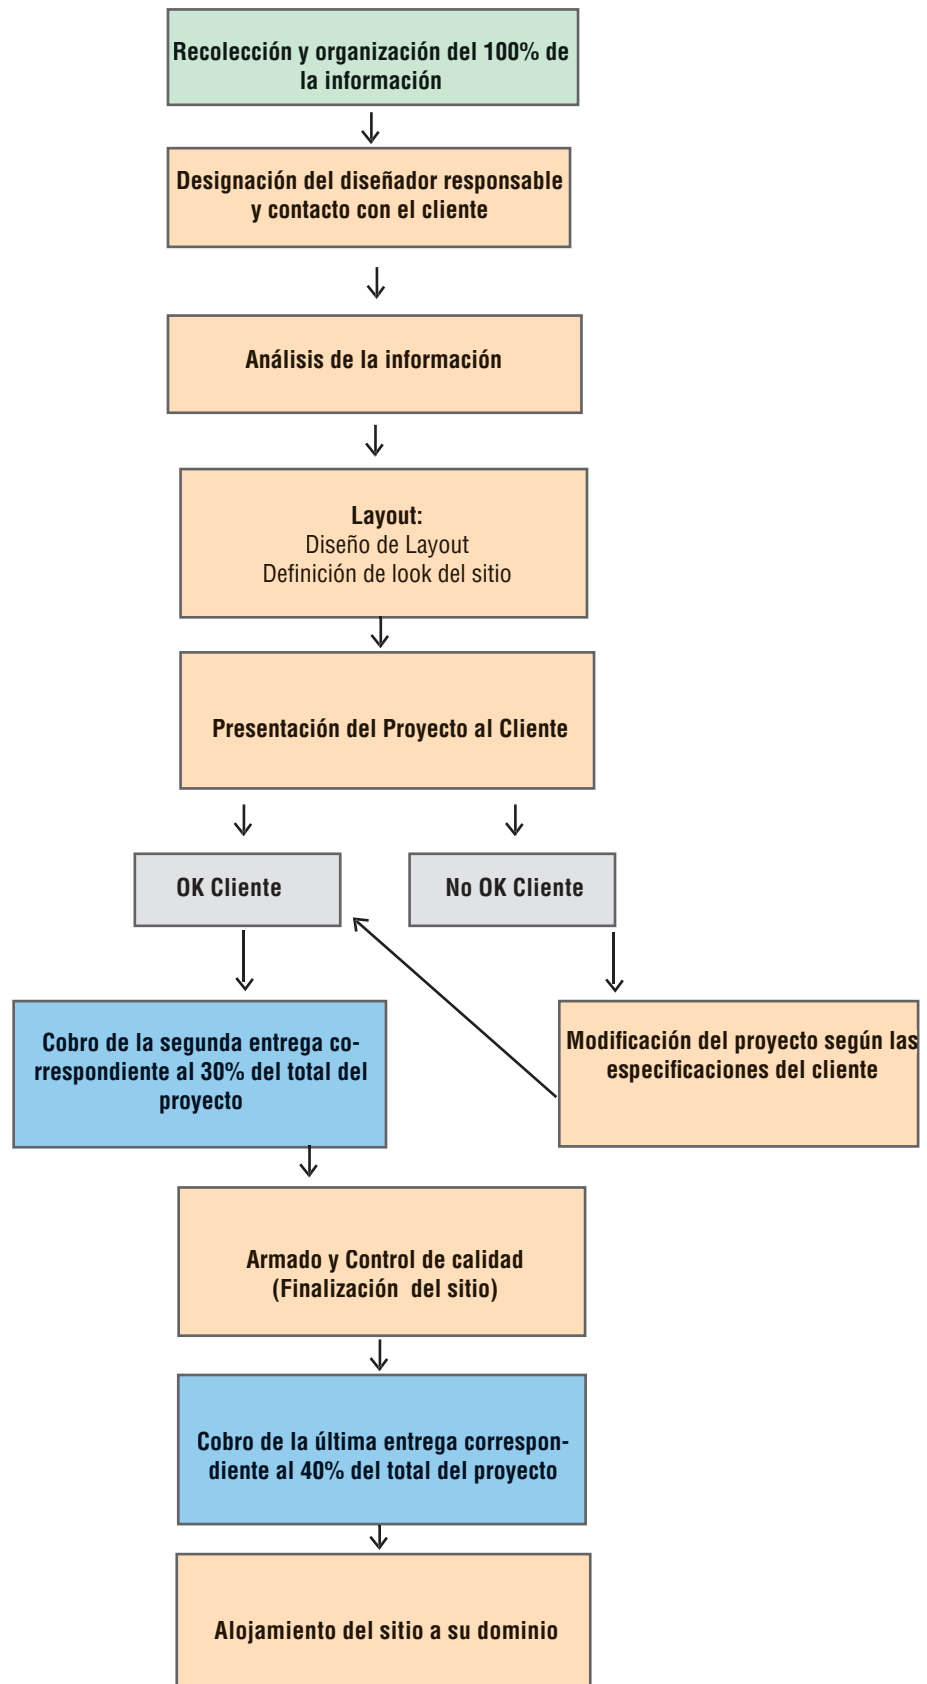 Recolección y organización del 100% de
la información
Designación del diseñador responsable
y contacto con el cliente
Análisis de la información
Layout:
Diseño de Layout
Definición de look del sitio
Presentación del Proyecto al Cliente
OK Cliente
No OK Cliente
Cobro de la segunda entrega co-
rrespondiente al 30% del total del
proyecto
Modificación del proyecto según las
especificaciones del cliente
Armado y Control de calidad
(Finalización  del sitio)
Cobro de la última entrega correspon-
diente al 40% del total del proyecto
Alojamiento del sitio a su dominio